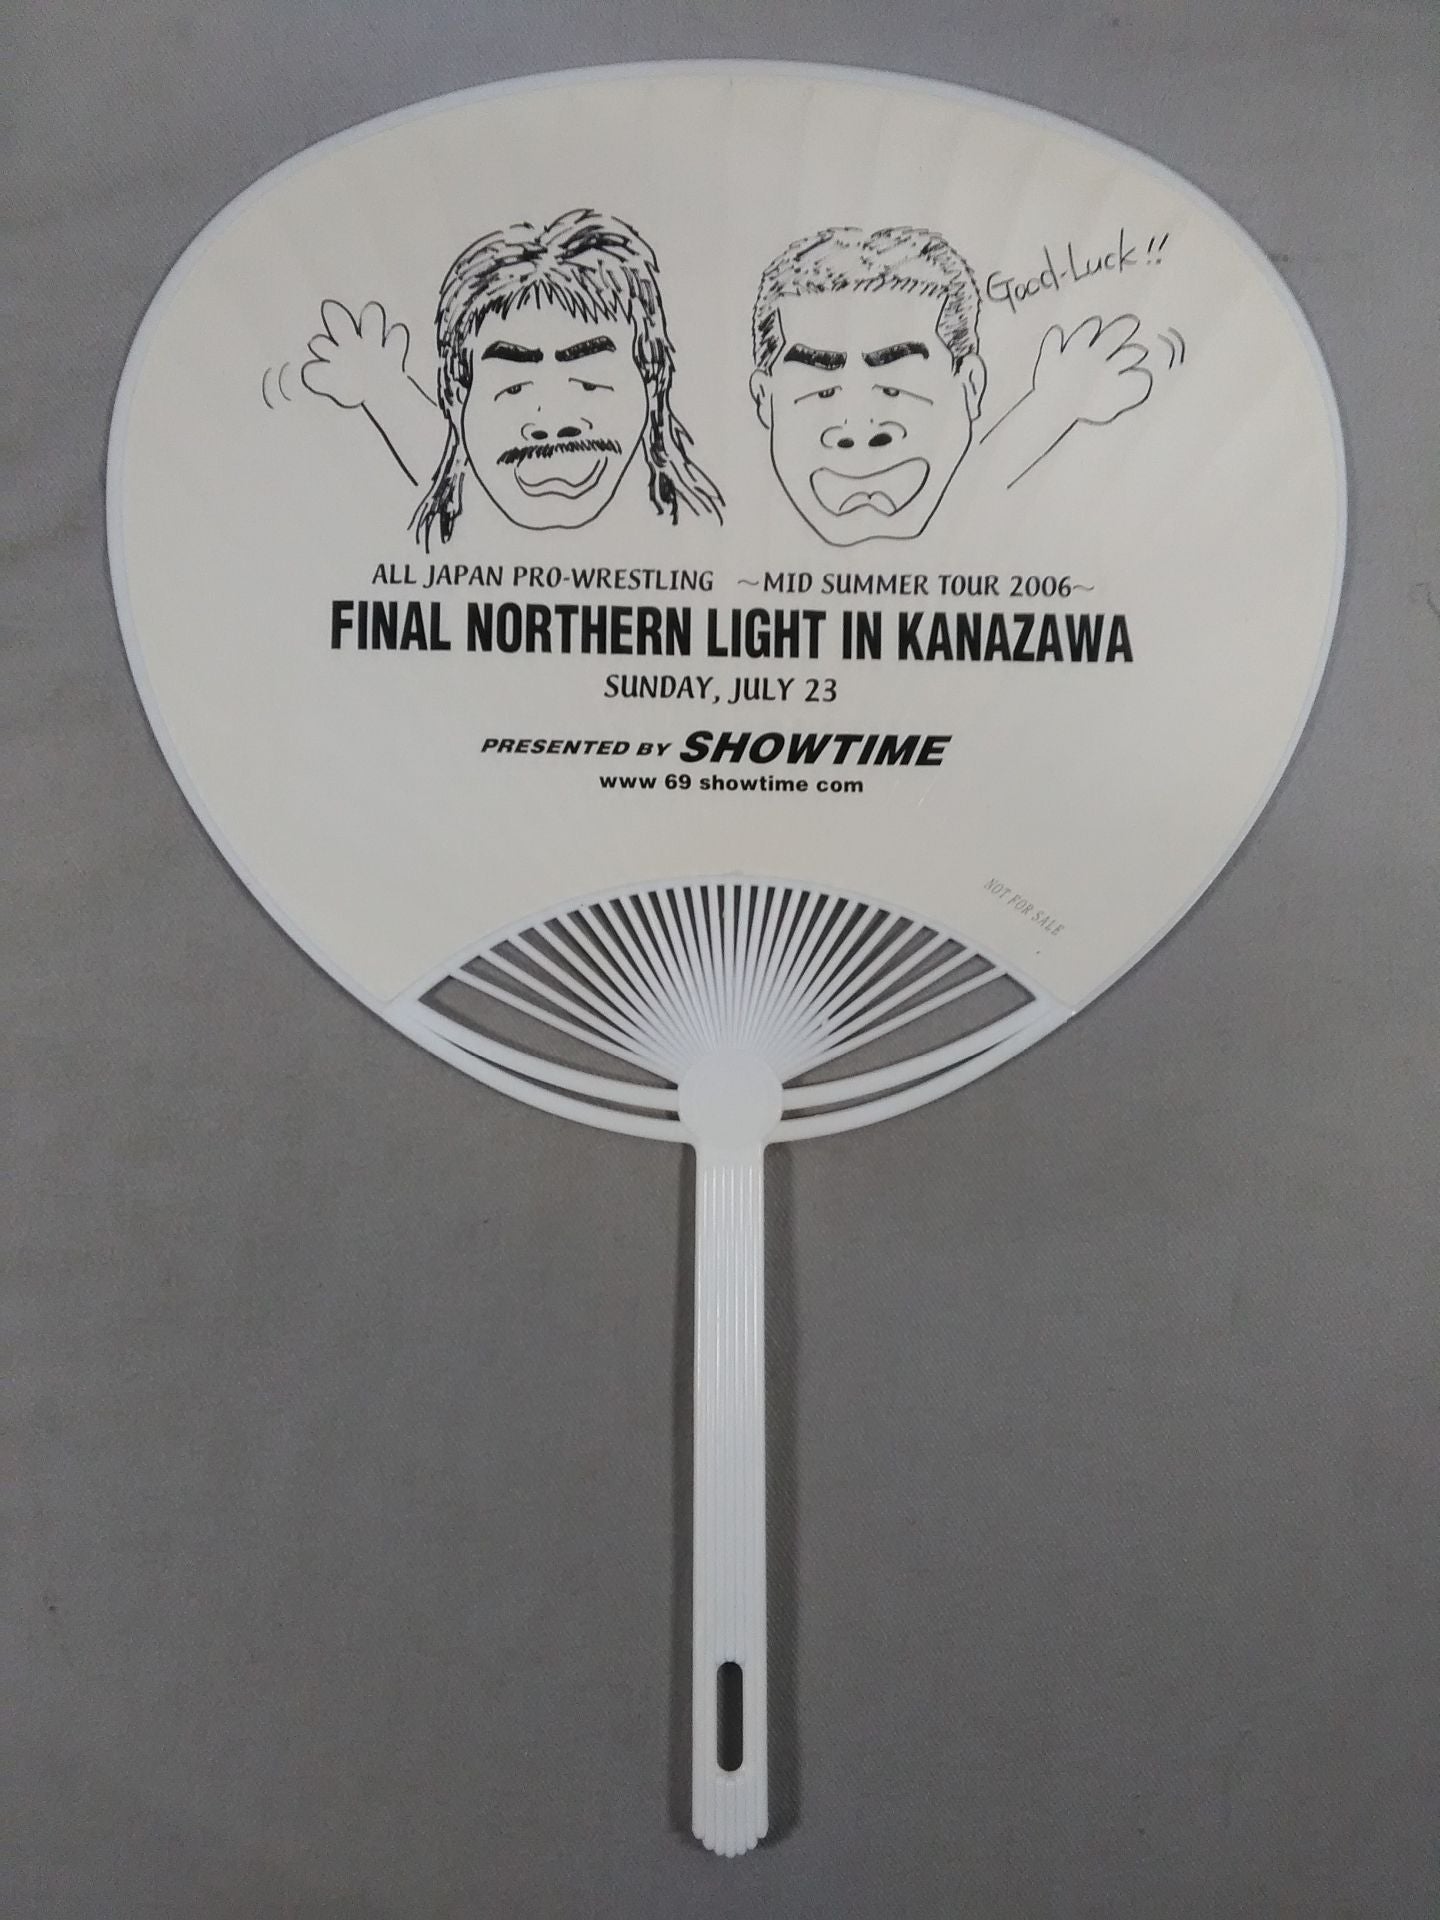 Good-Luck!!
ALL JAPAN PRO-WRESTLING ~MID SUMMER TOUR 2006~
FINAL NORTHERN LIGHT IN KANAZAWA
SUNDAY, JULY 23
PRESENTED BY SHOWTIME
www 69 showtime com
NOT FOR SALE